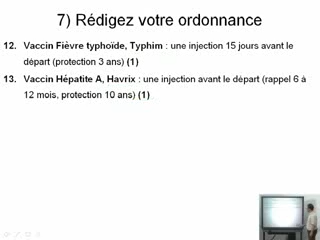 7) Rédigez votre ordonnance
12. Vaccin Fièvre typhoïde, Typhim : une injection 15 jours avant le
départ (protection 3 ans) (1)
13. Vaccin Hépatite A, Havrix : une injection avant le départ (rappel 6 à
12 mois, protection 10 ans) (1)